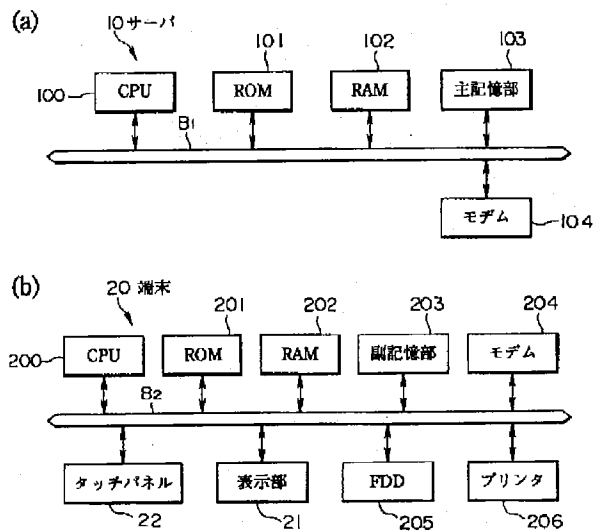 (a)
10 サーバ
101
102
103
100
CPU
ROM
RAM
主記憶部
B1
モデム
104
(b)
20 端末
201
202
203
204
200
CPU
ROM
RAM
副記憶部
モデム
B2
タッチパネル
表示部
FDD
プリンタ
22
21
205
206